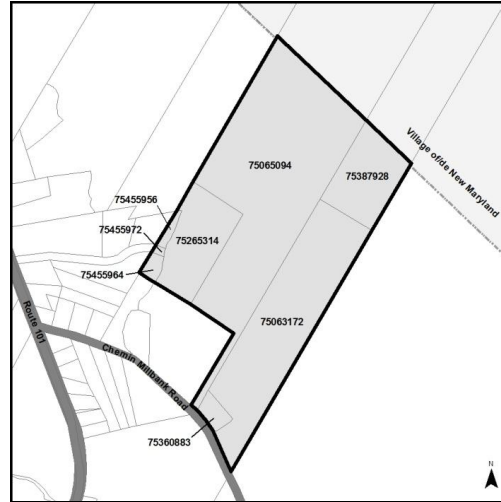 Village of/de New Maryland
75065094
75387928
75455956
75455972
75265314
75455964
75063172
Route 101
Chemin Millbank Road
75360883
N